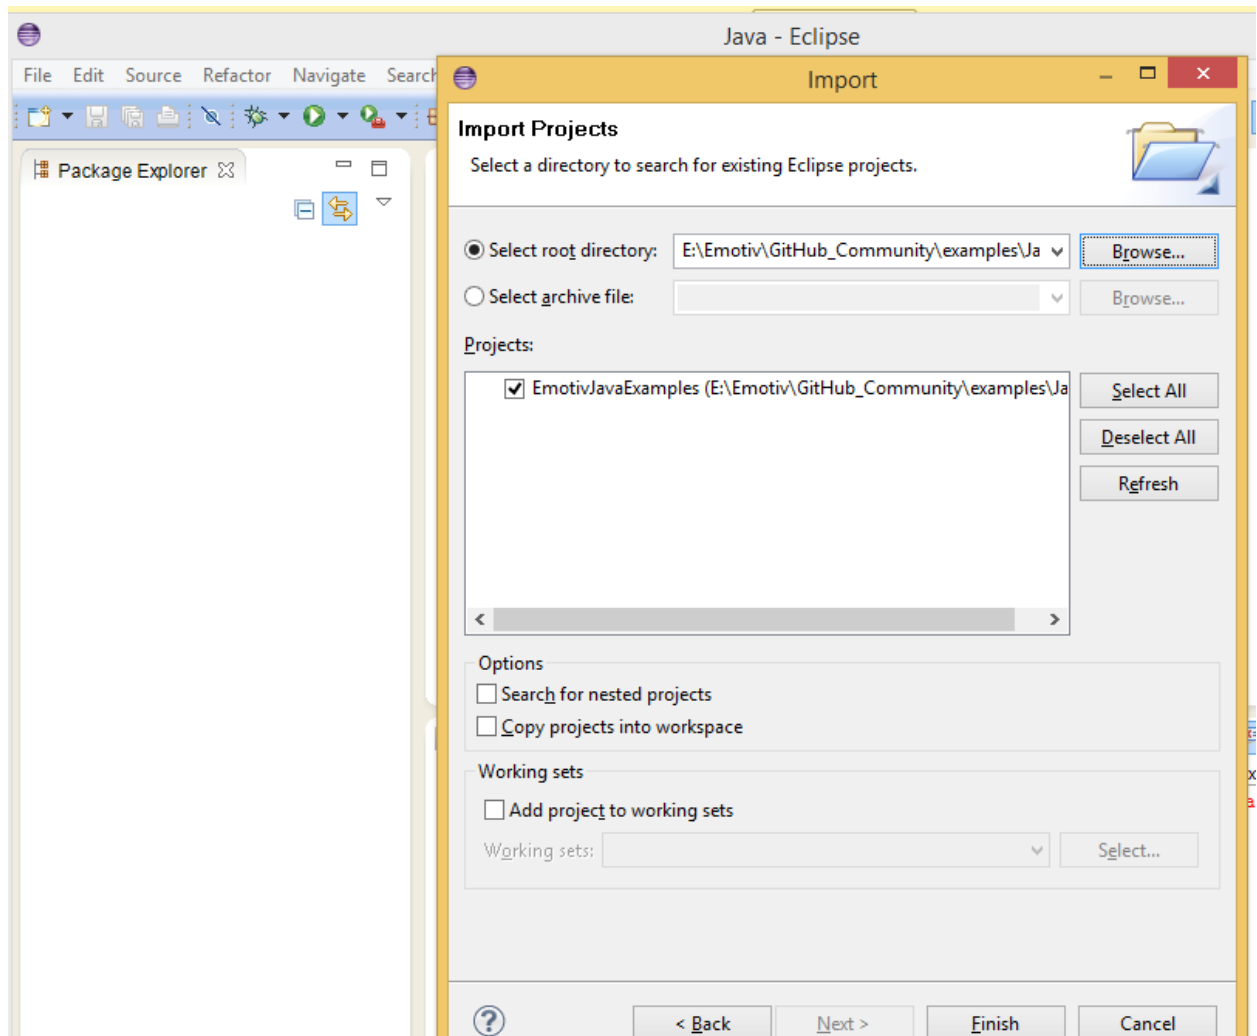 Java - Eclipse
File Edit Source Refactor Navigate Search
Import
Import Projects
Select a directory to search for existing Eclipse projects.
Package Explorer
Select root directory: E:\Emotiv\GitHub_Community\examples\Ja Browse...
Select archive file: Browse...
Projects:
EmotivJavaExamples (E:\Emotiv\GitHub_Community\examples\Ja
Select All
Deselect All
Refresh
Options
Search for nested projects
Copy projects into workspace
Working sets
Add project to working sets
Working sets: Select...
< Back Next > Finish Cancel